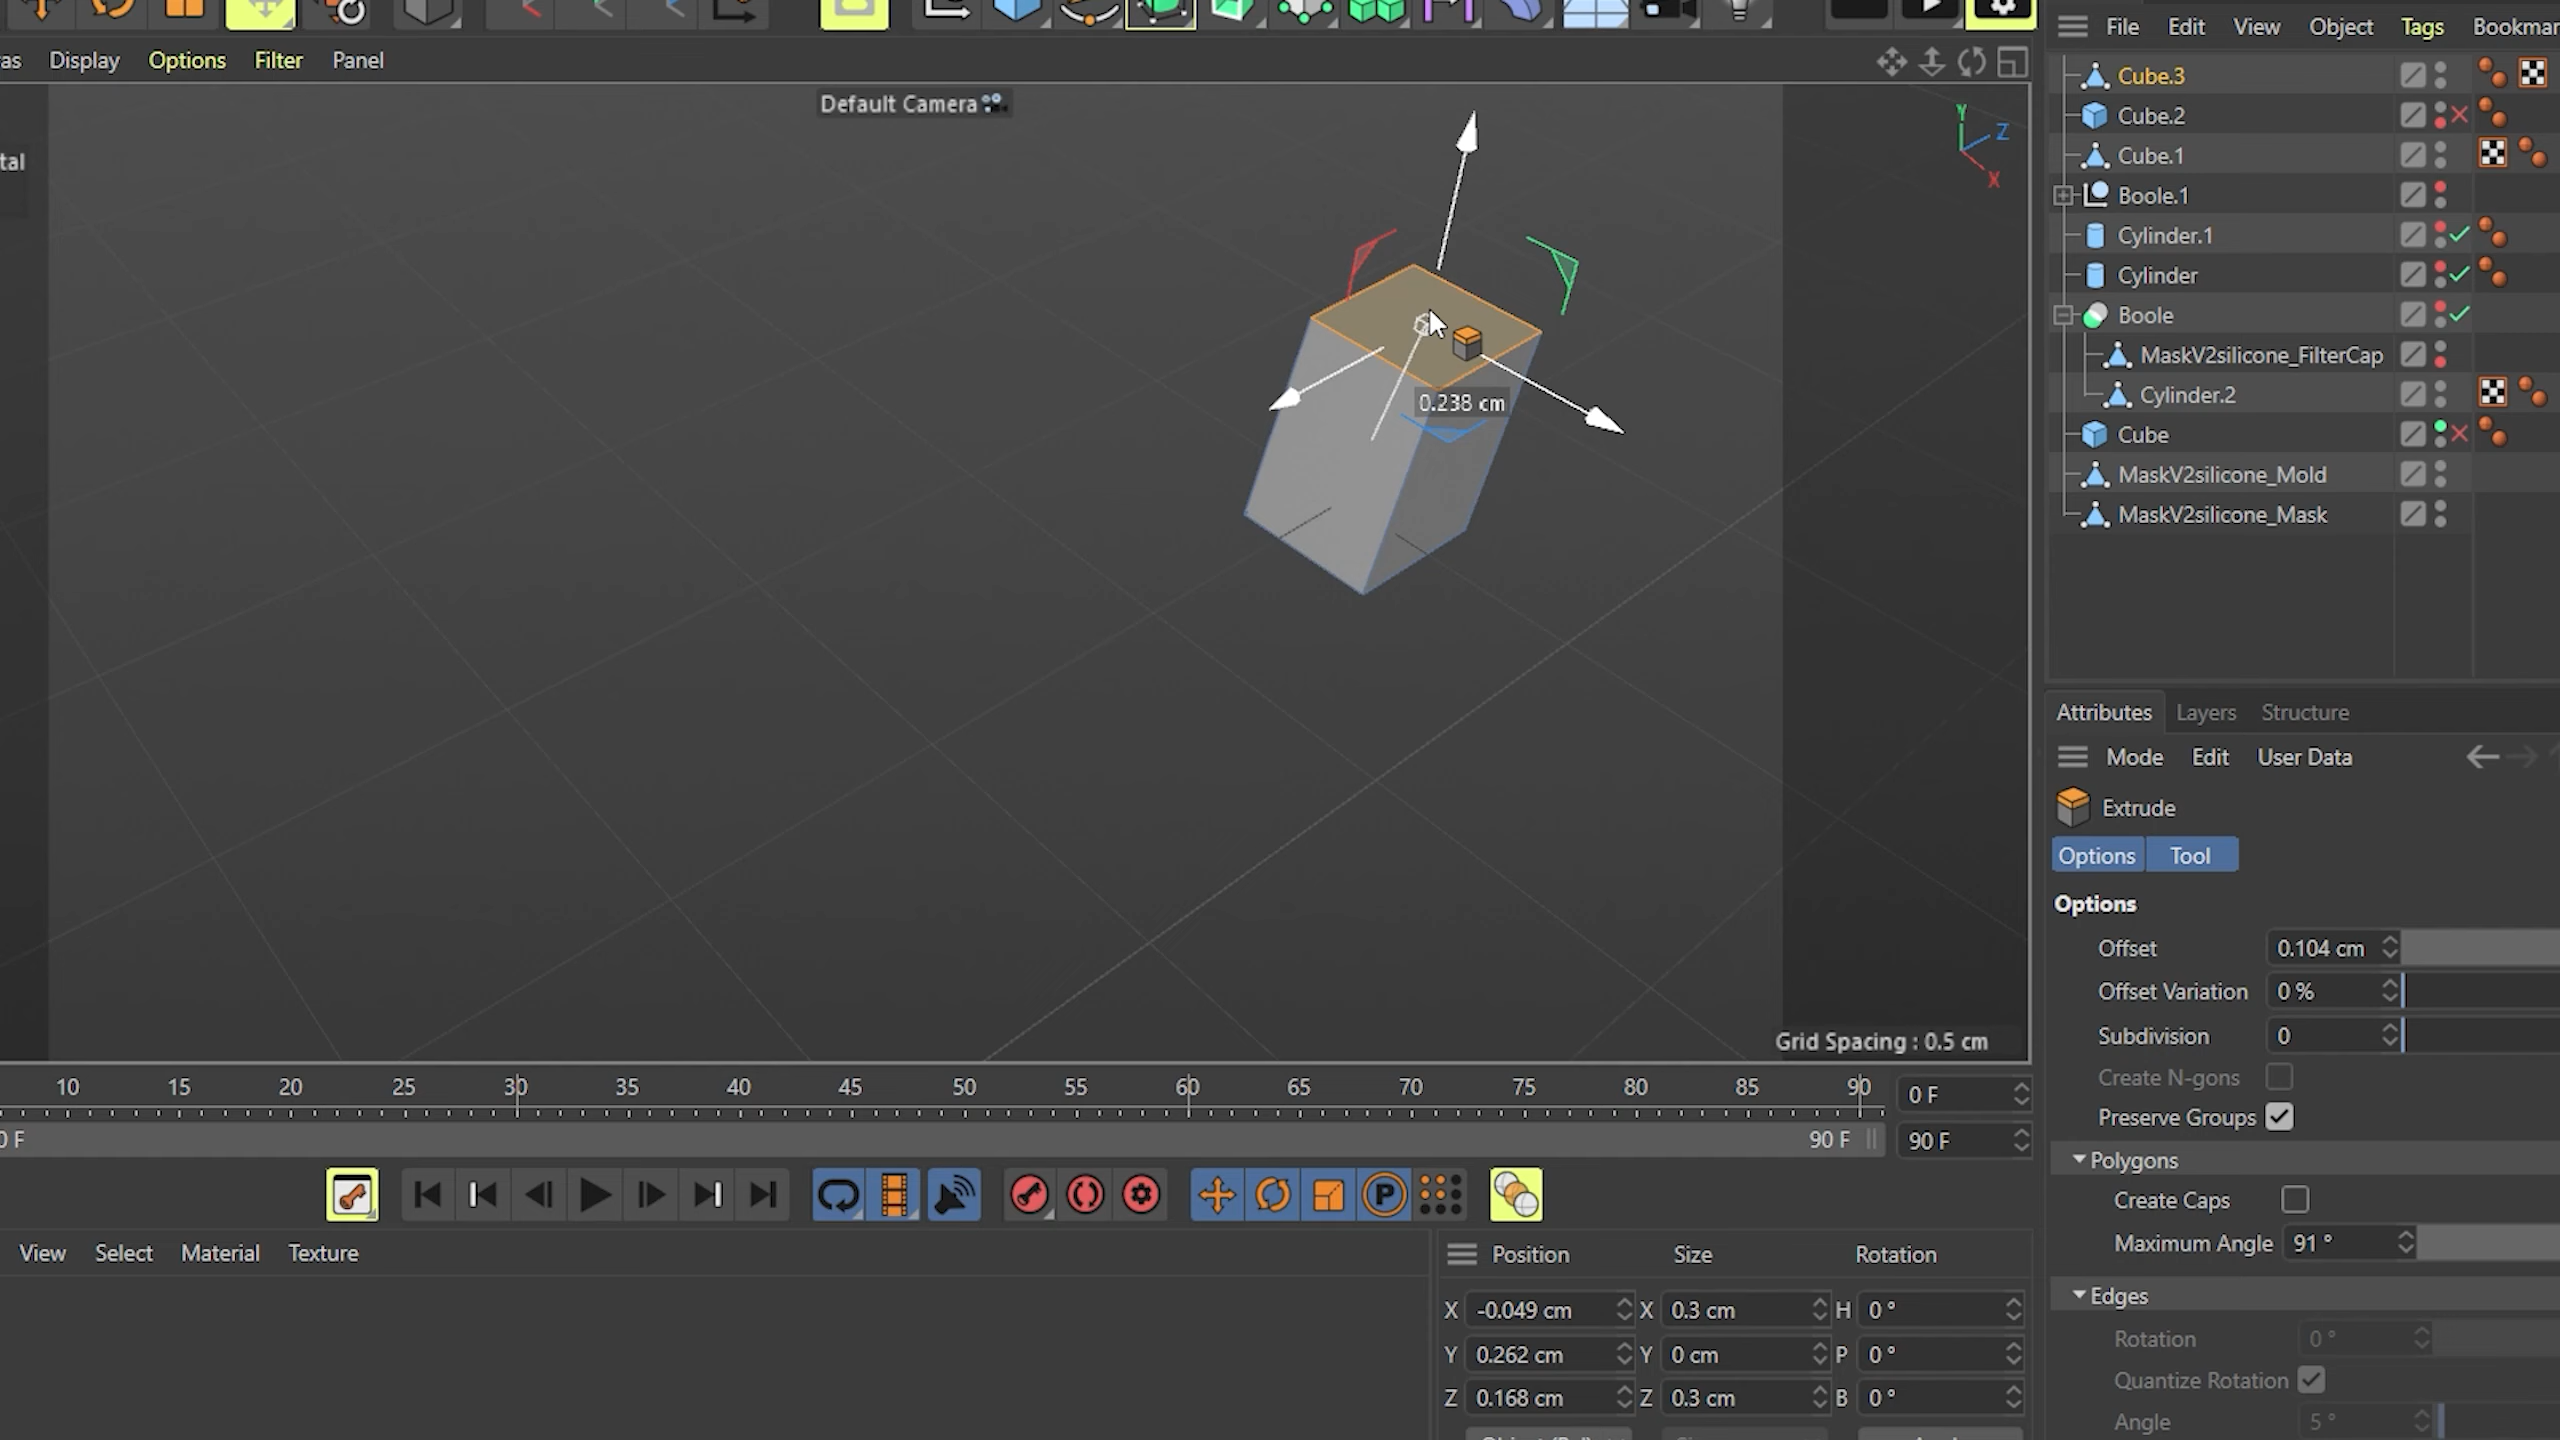 File Edit View Object Tags Bookmar
as Display Options Filter Panel
Default Camera
tal
Y
Z
X
0.238 cm
Grid Spacing : 0.5 cm
Cube.3
Cube.2
Cube.1
Boole.1
Cylinder.1
Cylinder
Boole
MaskV2silicone_FilterCap
Cylinder.2
Cube
MaskV2silicone_Mold
MaskV2silicone_Mask
Attributes Layers Structure
Mode Edit User Data
Extrude
Options Tool
Options
Offset 0.104 cm
Offset Variation 0 %
Subdivision 0
Create N-gons
Preserve Groups
Polygons
Create Caps
Maximum Angle 91 °
Edges
Rotation 0 °
Quantize Rotation
Angle 5 °
10 15 20 25 30 35 40 45 50 55 60 65 70 75 80 85 90 0 F
0 F 90 F 90 F
P
View Select Material Texture
Position Size Rotation
X -0.049 cm X 0.3 cm H 0 °
Y 0.262 cm Y 0 cm P 0 °
Z 0.168 cm Z 0.3 cm B 0 °